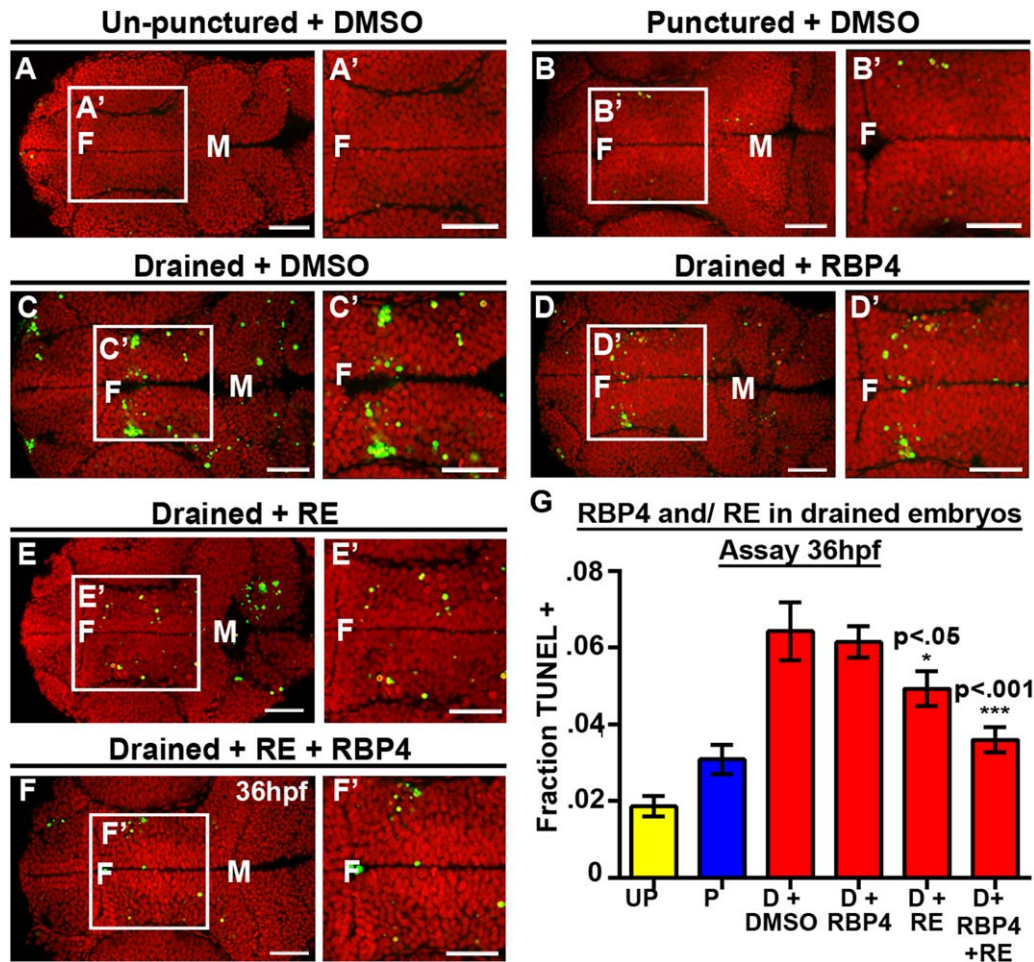 Un-punctured + DMSO
Punctured + DMSO
A
A'
F
M
A'
F
B
B'
F
M
B'
F
Drained + DMSO
Drained + RBP4
C
C'
F
M
C'
F
D
D'
F
M
D'
F
Drained + RE
E
E'
F
M
E'
F
Drained + RE + RBP4
F
36hpf
F'
F
M
F'
F
G
RBP4 and/ RE in drained embryos
Assay 36hpf
Fraction TUNEL +
.08
.06
.04
.02
0
p<.05
*
p<.001
***
UP
P
D +
DMSO
D +
RBP4
D +
RE
D+
RBP4
+RE